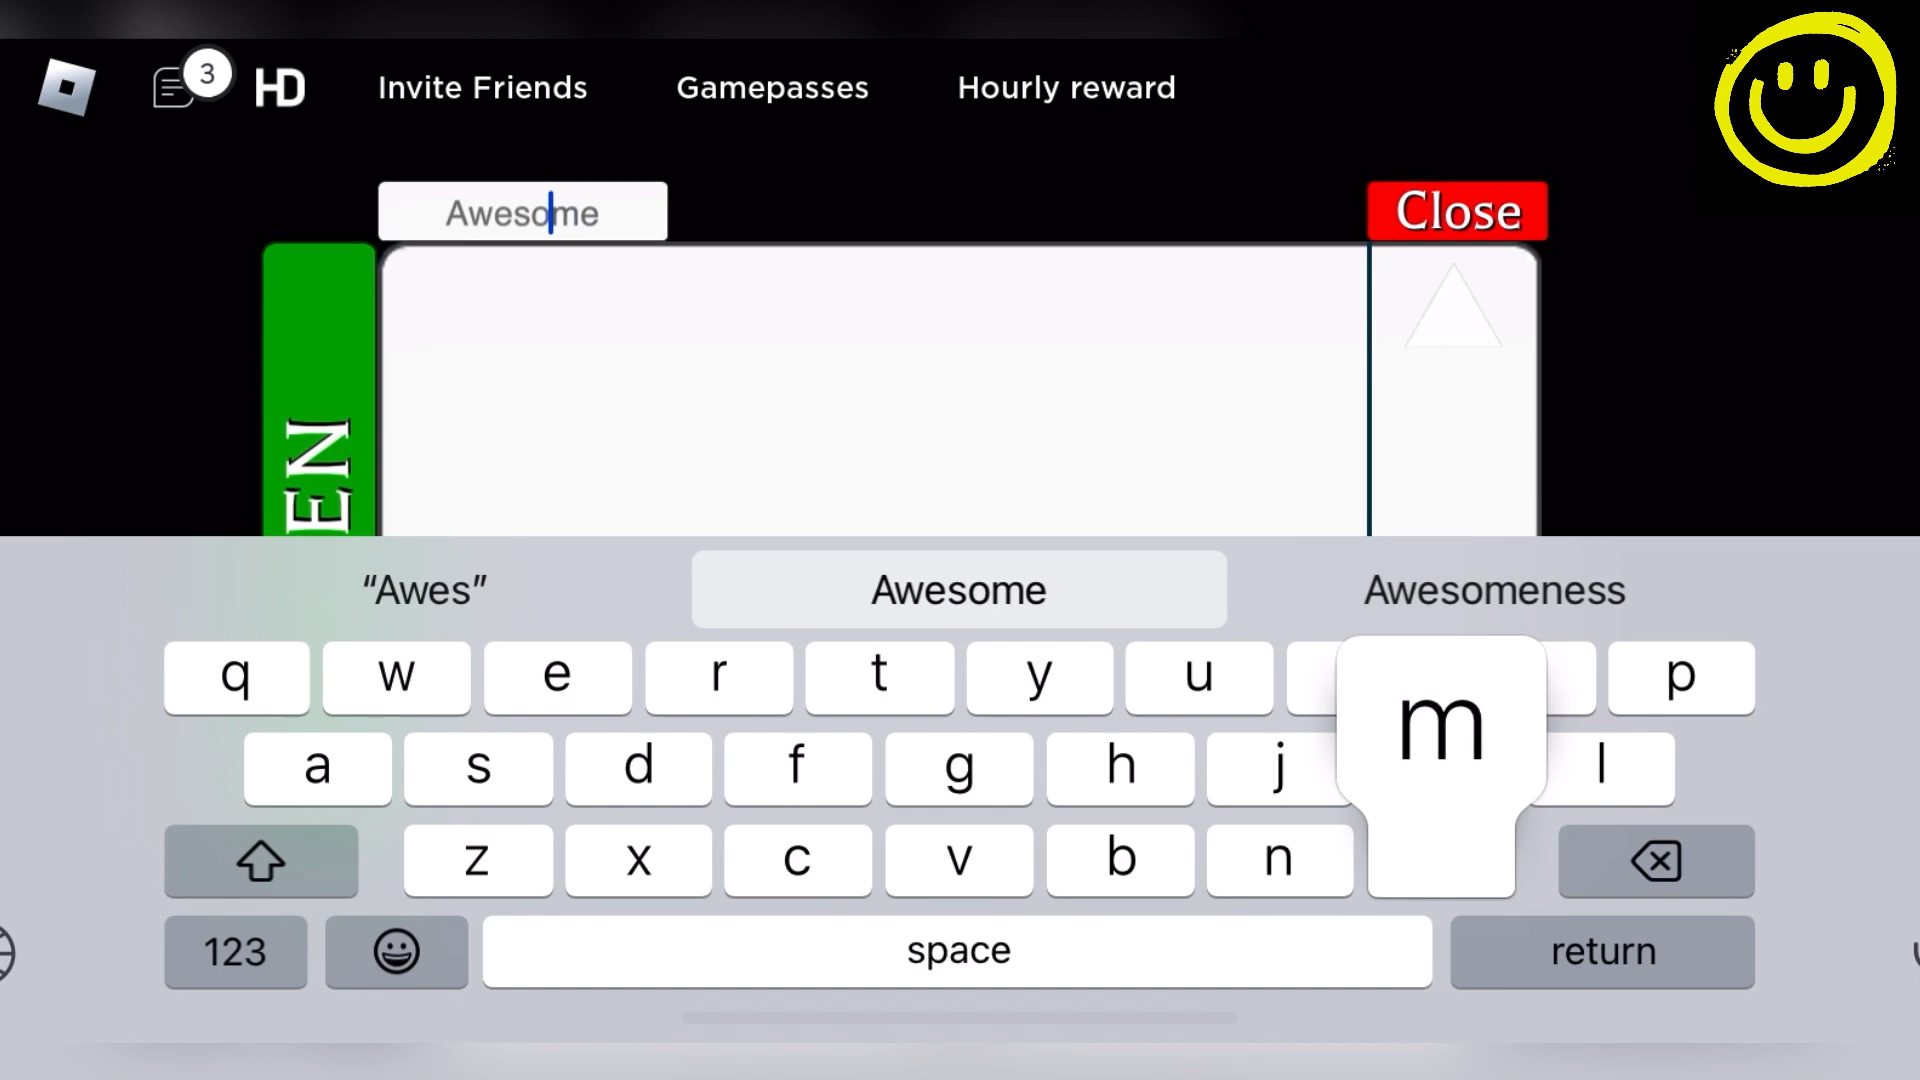 3 HD Invite Friends Gamepasses Hourly reward
Awesome Close
EN
“Awes” Awesome Awesomeness
q w e r t y u p
a s d f g h j l
m
z x c v b n
123 space return